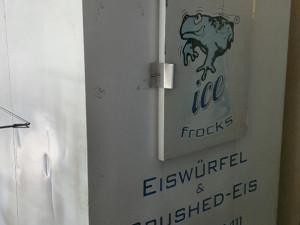 ice
frocks
EISWÜRFEL
&
CRUSHED-EIS